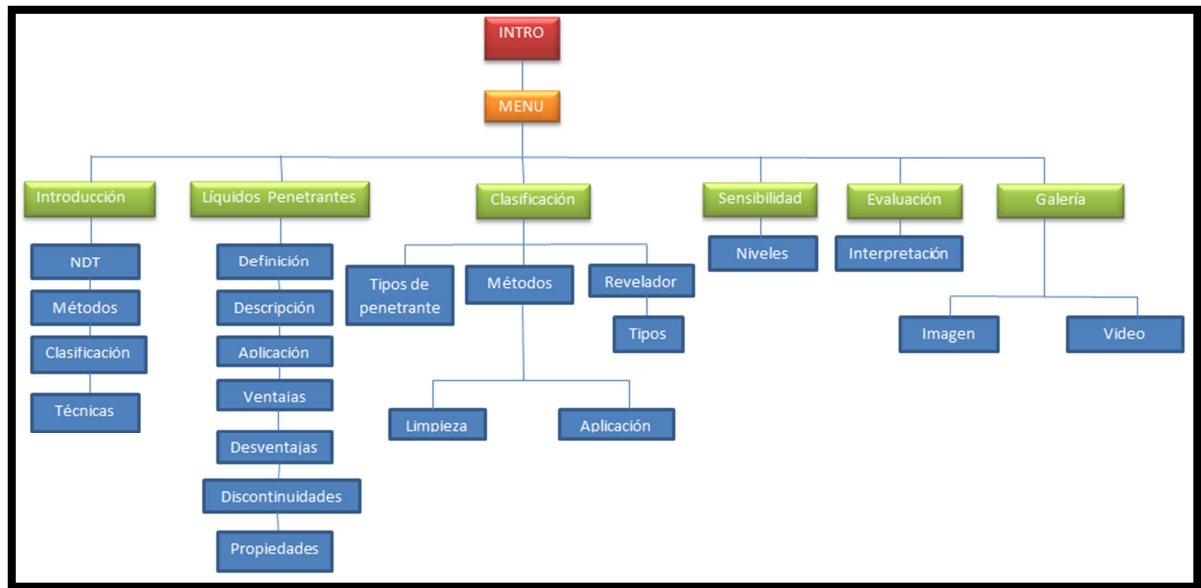 INTRO
MENU
Introducción
Líquidos Penetrantes
Clasificación
Sensibilidad
Evaluación
Galería
NDT
Métodos
Clasificación
Técnicas
Definición
Descripción
Aplicación
Ventajas
Desventajas
Discontinuidades
Propiedades
Tipos de
penetrante
Métodos
Revelador
Tipos
Limpieza
Aplicación
Niveles
Interpretación
Imagen
Video